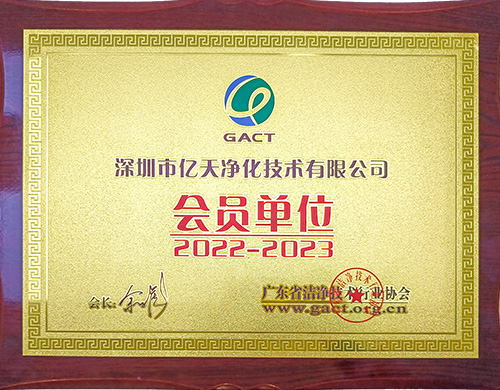 GACT
深圳市亿天净化技术有限公司
会员单位
2022-2023
会长:
广东省洁净技术行业协会
www.gact.org.cn